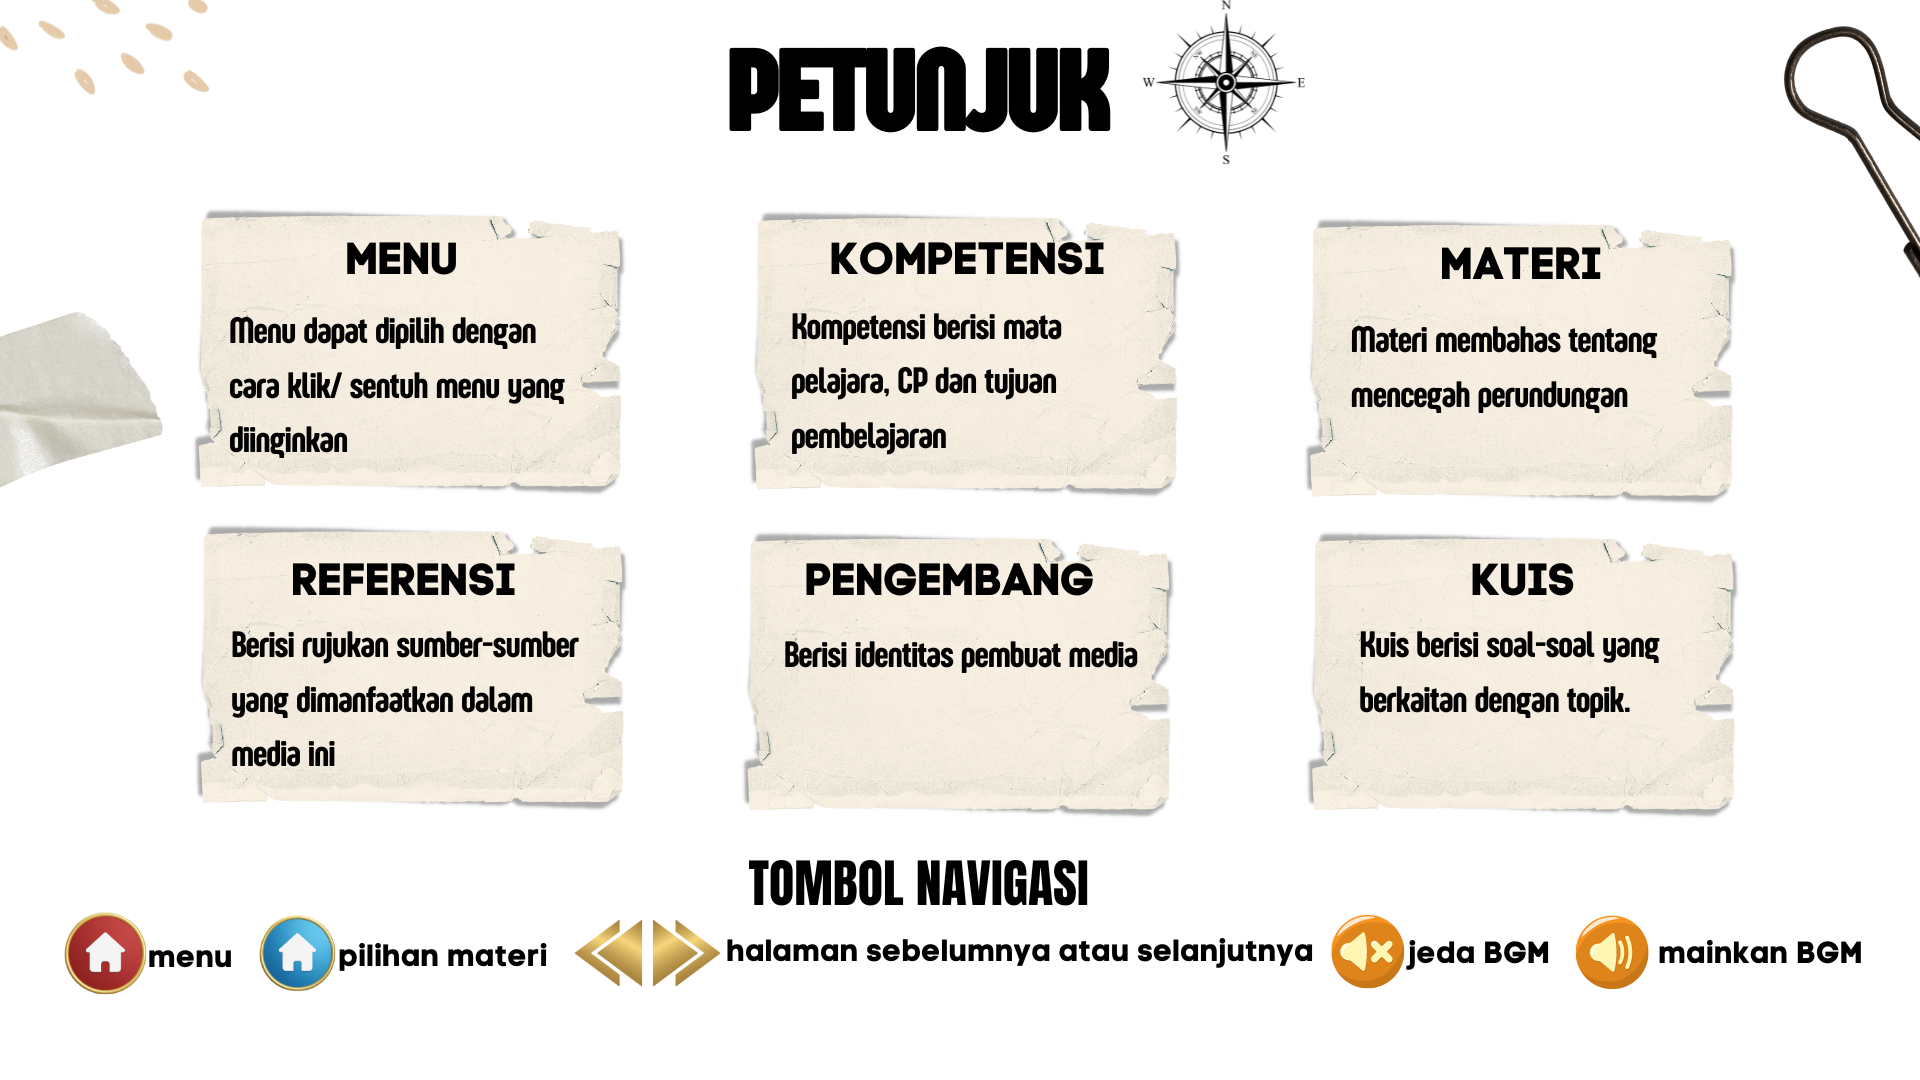 PETUNJUK
N
W
E
S
MENU
Menu dapat dipilih dengan
cara klik/ sentuh menu yang
diinginkan
KOMPETENSI
Kompetensi berisi mata
pelajara, CP dan tujuan
pembelajaran
MATERI
Materi membahas tentang
mencegah perundungan
REFERENSI
Berisi rujukan sumber-sumber
yang dimanfaatkan dalam
media ini
PENGEMBANG
Berisi identitas pembuat media
KUIS
Kuis berisi soal-soal yang
berkaitan dengan topik.
TOMBOL NAVIGASI
menu
pilihan materi
halaman sebelumnya atau selanjutnya
jeda BGM
mainkan BGM